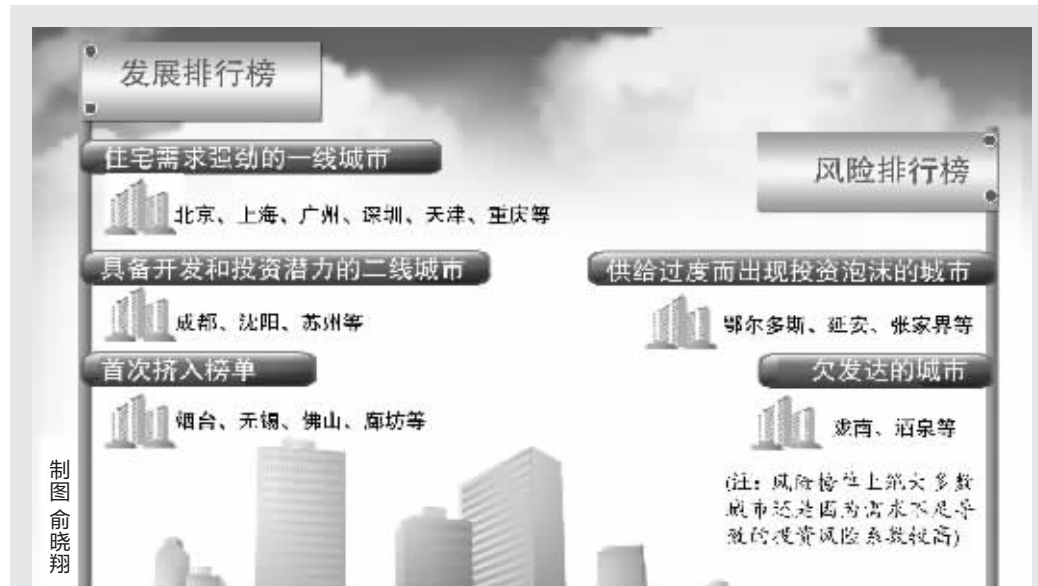 发展排行榜
住宅需求强劲的一线城市
北京、上海、广州、深圳、天津、重庆等
具备开发和投资潜力的二线城市
成都、沈阳、苏州等
首次挤入榜单
烟台、无锡、佛山、廊坊等
风险排行榜
供给过度而出现投资泡沫的城市
鄂尔多斯、延安、张家界等
欠发达的城市
陇南、酒泉等
(注：风险榜单上绝大多数
城市还是因为需求不足导
致的投资风险系数较高)
制图 俞晓翔